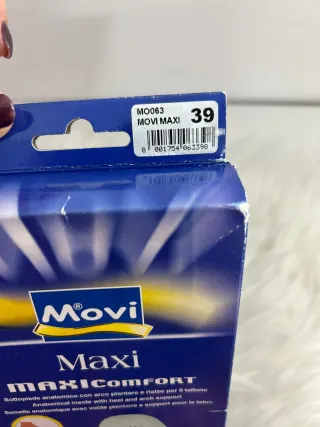 MO063
MOVI MAXI 39
8 001754 063398
Movi®
Maxi
MAXICOMFORT
Sottopiede anatomico con arco plantare e rialzo per il tallone
Anatomical insole with heel and arch support
Semelle anatomique avec voûte plantaire e support pour le talon